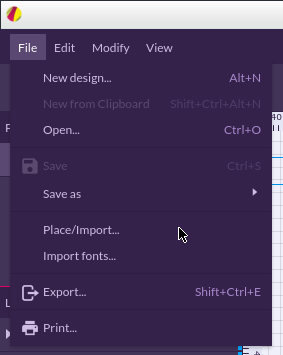 File Edit Modify View
New design... Alt+N
New from Clipboard Shift+Ctrl+Alt+N
Open... Ctrl+O
Save Ctrl+S
Save as
Place/Import...
Import fonts...
Export... Shift+Ctrl+E
Print...